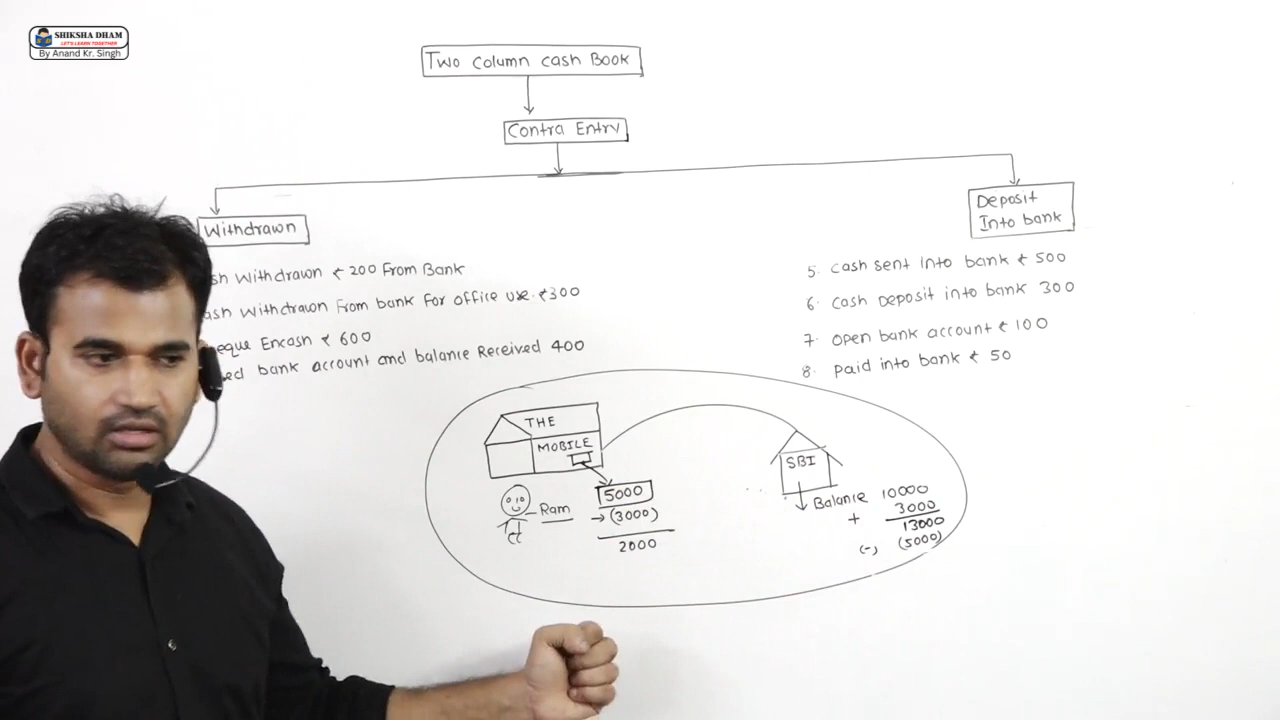 SHIKSHA DHAM
LET'S LEARN TOGETHER
By Anand Kr. Singh
Two column cash Book
Contra Entry
Withdrawn
Deposit
Into bank
sh Withdrawn ₹ 200 From Bank
ash Withdrawn From bank For office use. ₹300
eque Encash ₹ 600
ed bank account and balance Received 400
5. cash sent into bank ₹ 500
6. cash Deposit into bank 300
7. open bank account ₹ 100
8. paid into bank ₹ 50
THE
MOBILE
Ram
5000
(3000)
2000
SBI
Balance 10000
+ 3000
13000
(-) (5000)